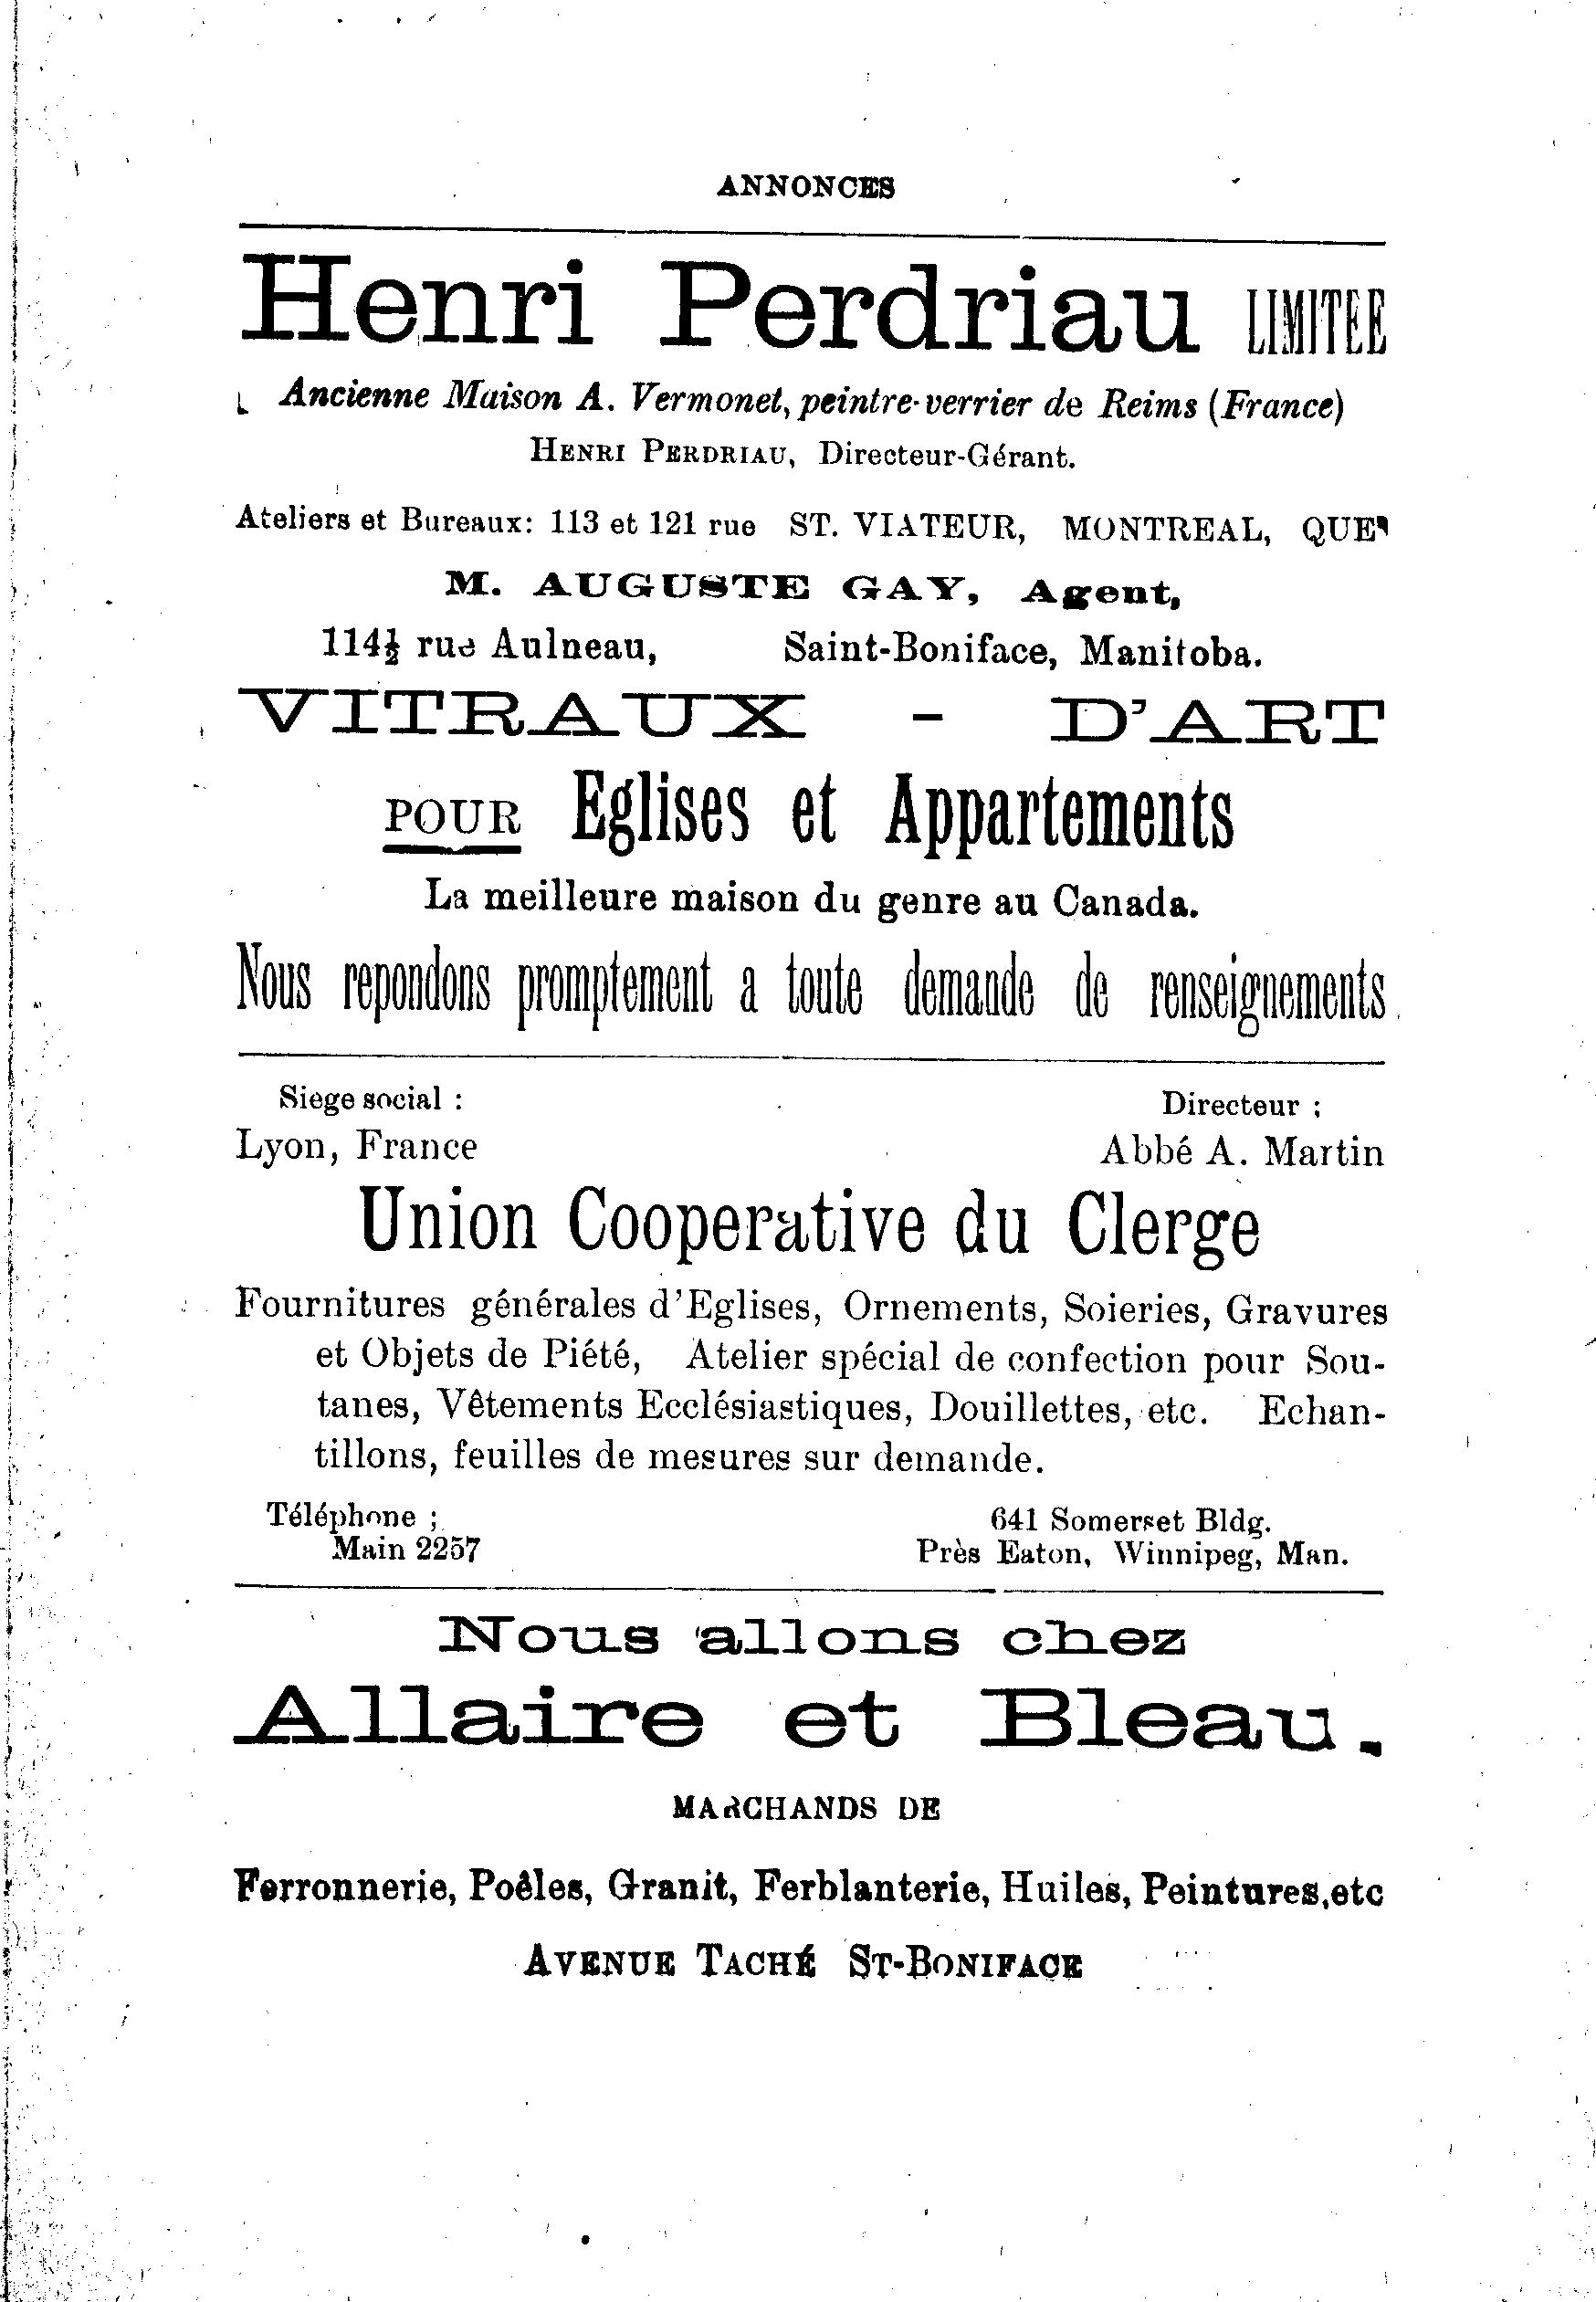 ANNONCES
Henri Perdriau LIMITEE
Ancienne Maison A. Vermonet, peintre-verrier de Reims (France)
HENRI PERDRIAU, Directeur-Gérant.
Ateliers et Bureaux: 113 et 121 rue ST. VIATEUR, MONTREAL, QUE
M. AUGUSTE GAY, Agent,
114½ rue Aulneau, Saint-Boniface, Manitoba.
VITRAUX - D'ART
POUR Eglises et Appartements
La meilleure maison du genre au Canada.
Nous repondons promptement a toute demande de renseignements
Siege social :
Directeur :
Lyon, France
Abbé A. Martin
Union Cooperative du Clerge
Fournitures générales d'Eglises, Ornements, Soieries, Gravures
et Objets de Piété, Atelier spécial de confection pour Sou-
tanes, Vêtements Ecclésiastiques, Douillettes, etc. Echan-
tillons, feuilles de mesures sur demande.
Téléphone ;
Main 2257
641 Somerset Bldg.
Près Eaton, Winnipeg, Man.
Nous allons chez
Allaire et Bleau.
MARCHANDS DE
Ferronnerie, Poêles, Granit, Ferblanterie, Huiles, Peintures,etc
AVENUE TACHÉ ST-BONIFACE